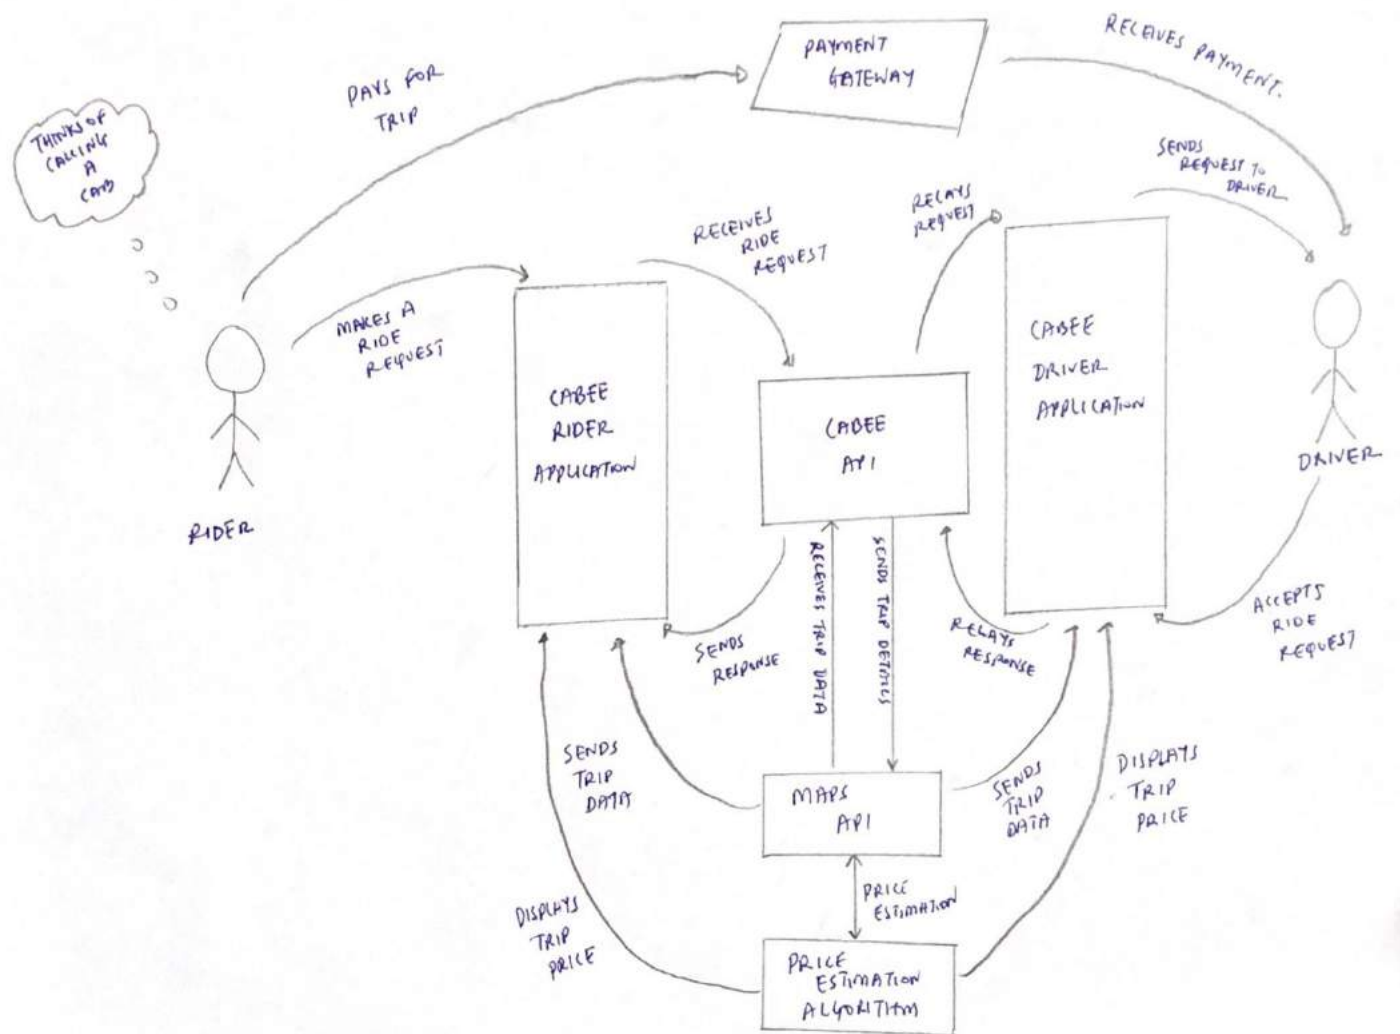 PAYMENT
GATEWAY
RECEIVES PAYMENT.
PAYS FOR
TRIP
THINKS OF
CALLING
A
CAB
SENDS
REQUEST TO
DRIVER
RELAYS
REQUEST
RECEIVES
RIDE
REQUEST
MAKES A
RIDE
REQUEST
CABEE
RIDER
APPLICATION
CABEE
API
CABEE
DRIVER
APPLICATION
RIDER
DRIVER
RECEIVES TRIP DATA
SENDS TRIP DETAILS
SENDS
RESPONSE
RELAYS
RESPONSE
ACCEPTS
RIDE
REQUEST
SENDS
TRIP
DATA
MAPS
API
SENDS
TRIP
DATA
DISPLAYS
TRIP
PRICE
PRICE
ESTIMATION
DISPLAYS
TRIP
PRICE
PRICE
ESTIMATION
ALGORITHM